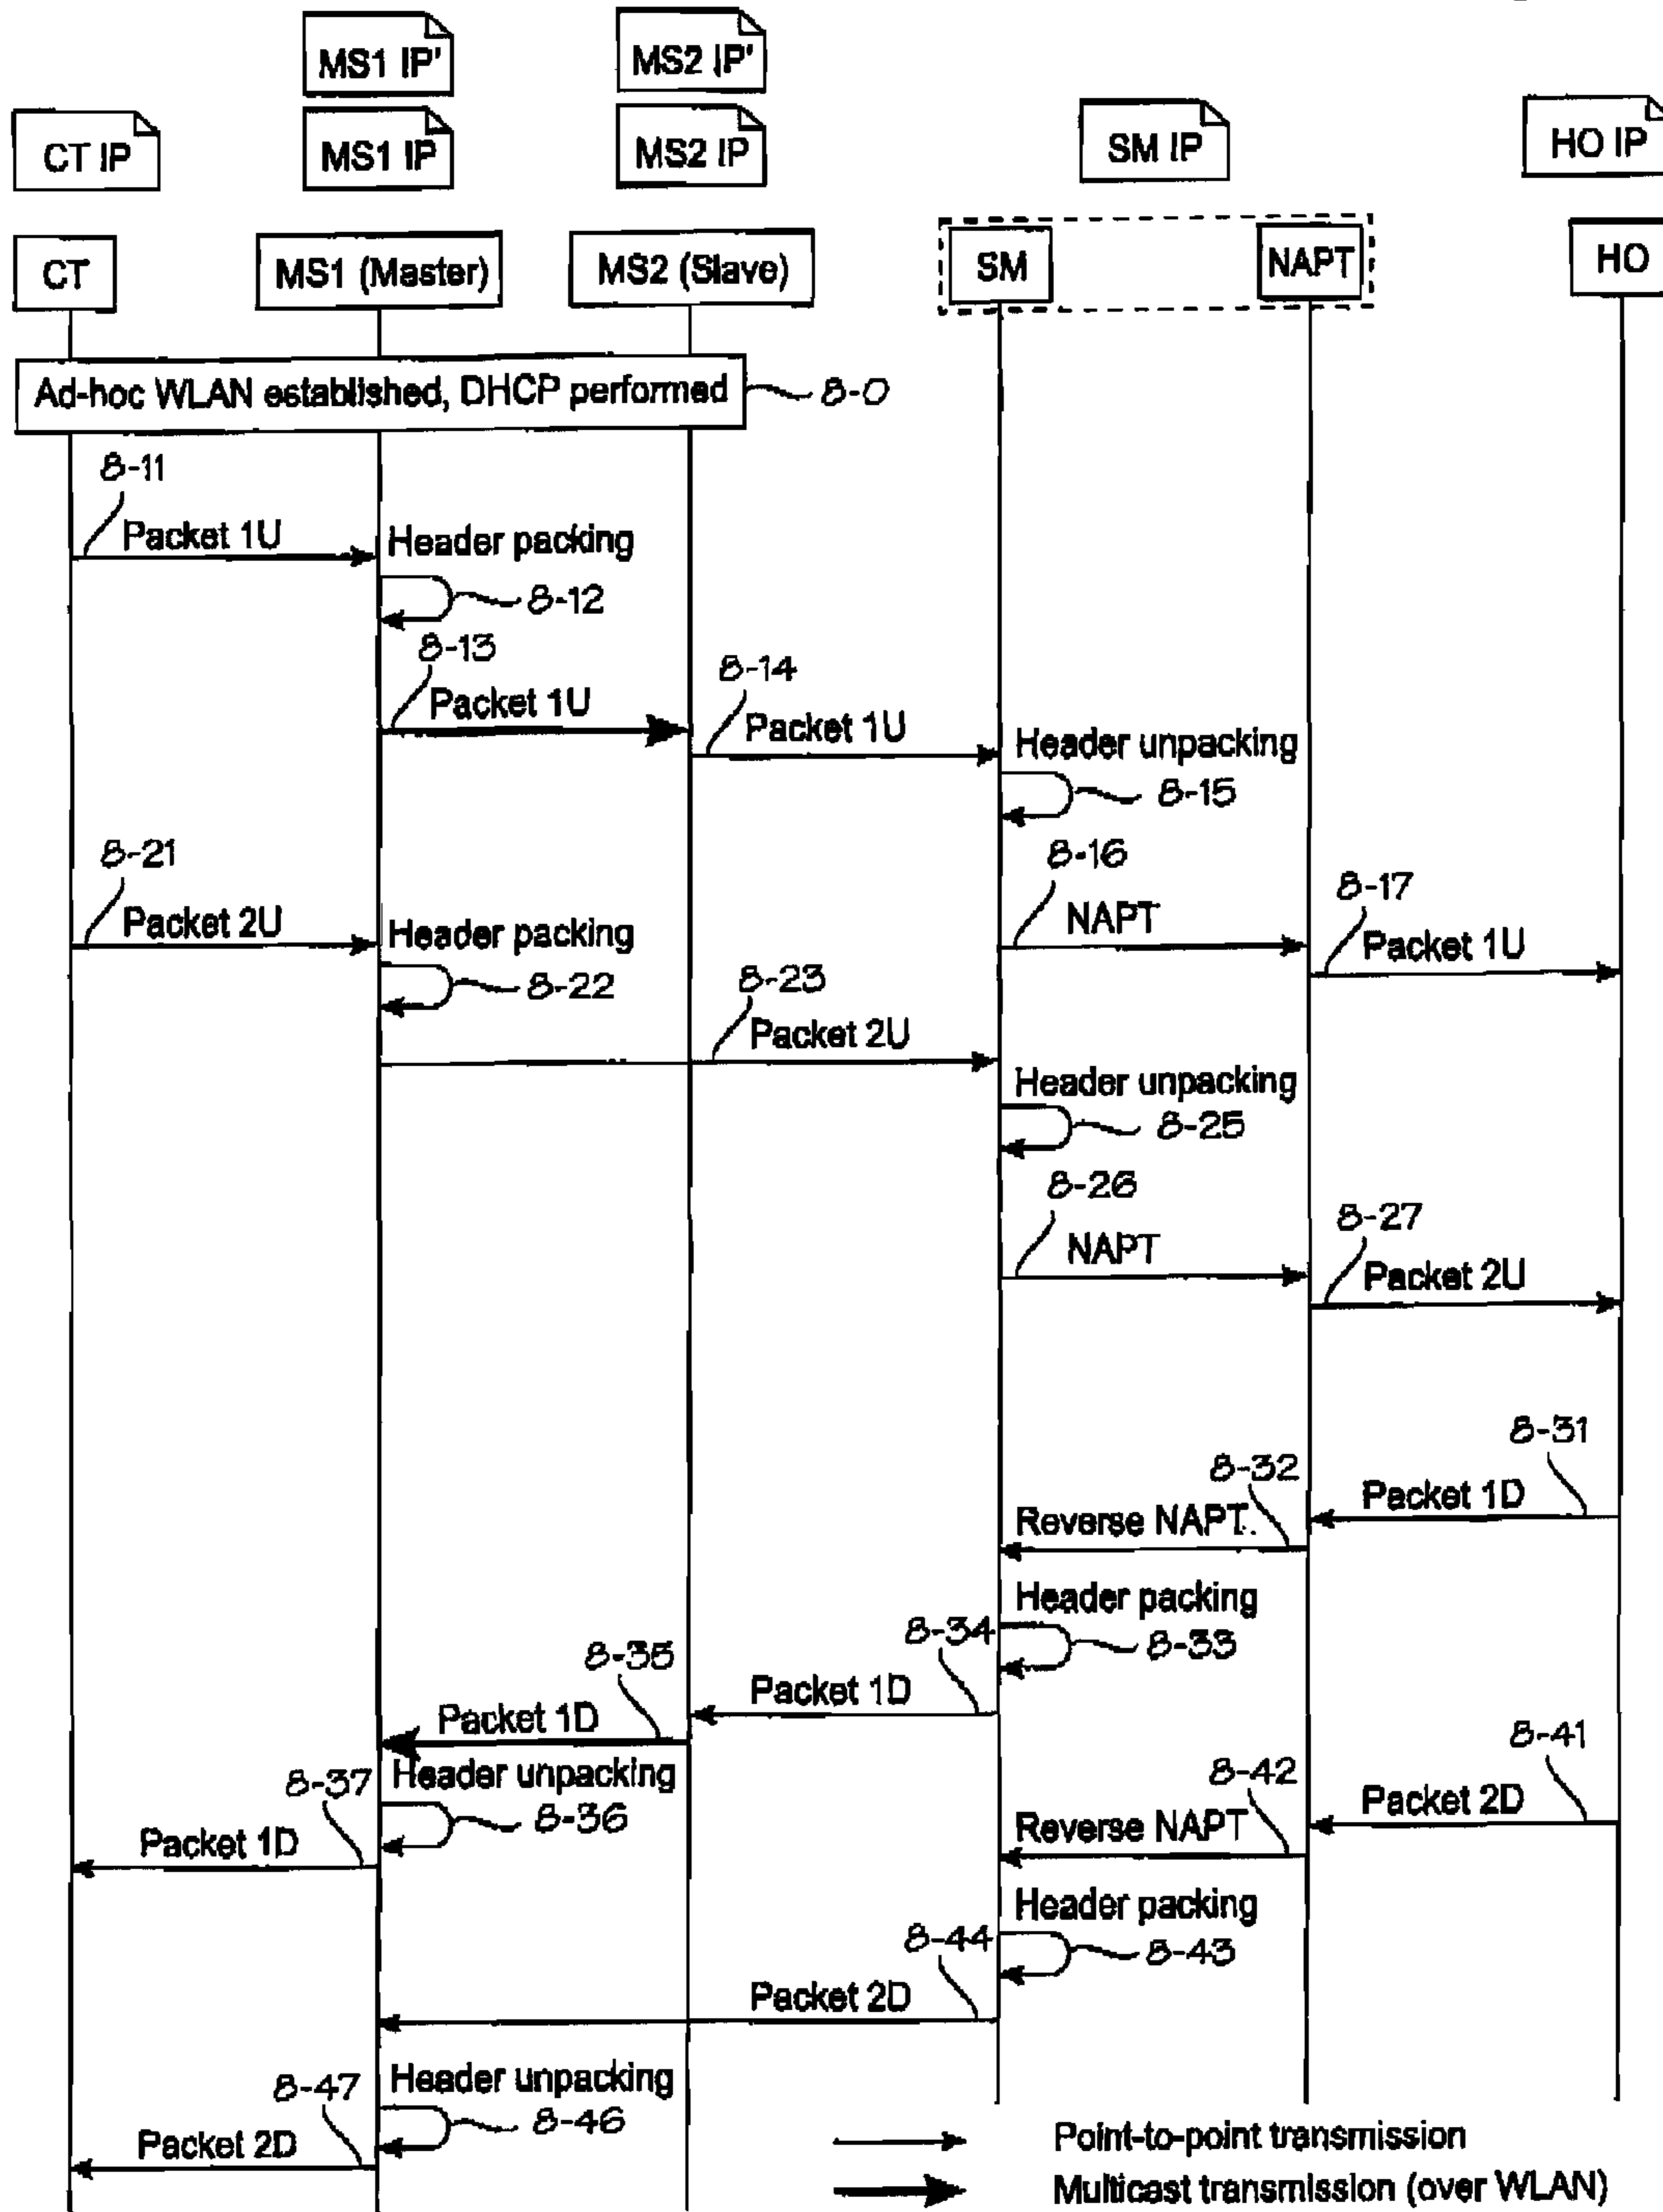 MS1 IP'
MS2 IP'
CT IP
MS1 IP
MS2 IP
SM IP
HO IP
CT
MS1 (Master)
MS2 (Slave)
SM
NAPT
HO
Ad-hoc WLAN established, DHCP performed
8-0
8-11
Packet 1U
Header packing
8-12
8-13
Packet 1U
8-14
Packet 1U
Header unpacking
8-15
8-21
8-16
8-17
Packet 2U
Header packing
NAPT
Packet 1U
8-22
8-23
Packet 2U
Header unpacking
8-25
8-26
8-27
NAPT
Packet 2U
8-31
8-32
Packet 1D
Reverse NAPT
Header packing
8-34
8-33
8-35
Packet 1D
Packet 1D
8-41
8-37
Header unpacking
8-42
Packet 2D
8-36
Reverse NAPT
Packet 1D
Header packing
8-44
8-43
Packet 2D
8-47
Header unpacking
8-46
Packet 2D
Point-to-point transmission
Multicast transmission (over WLAN)